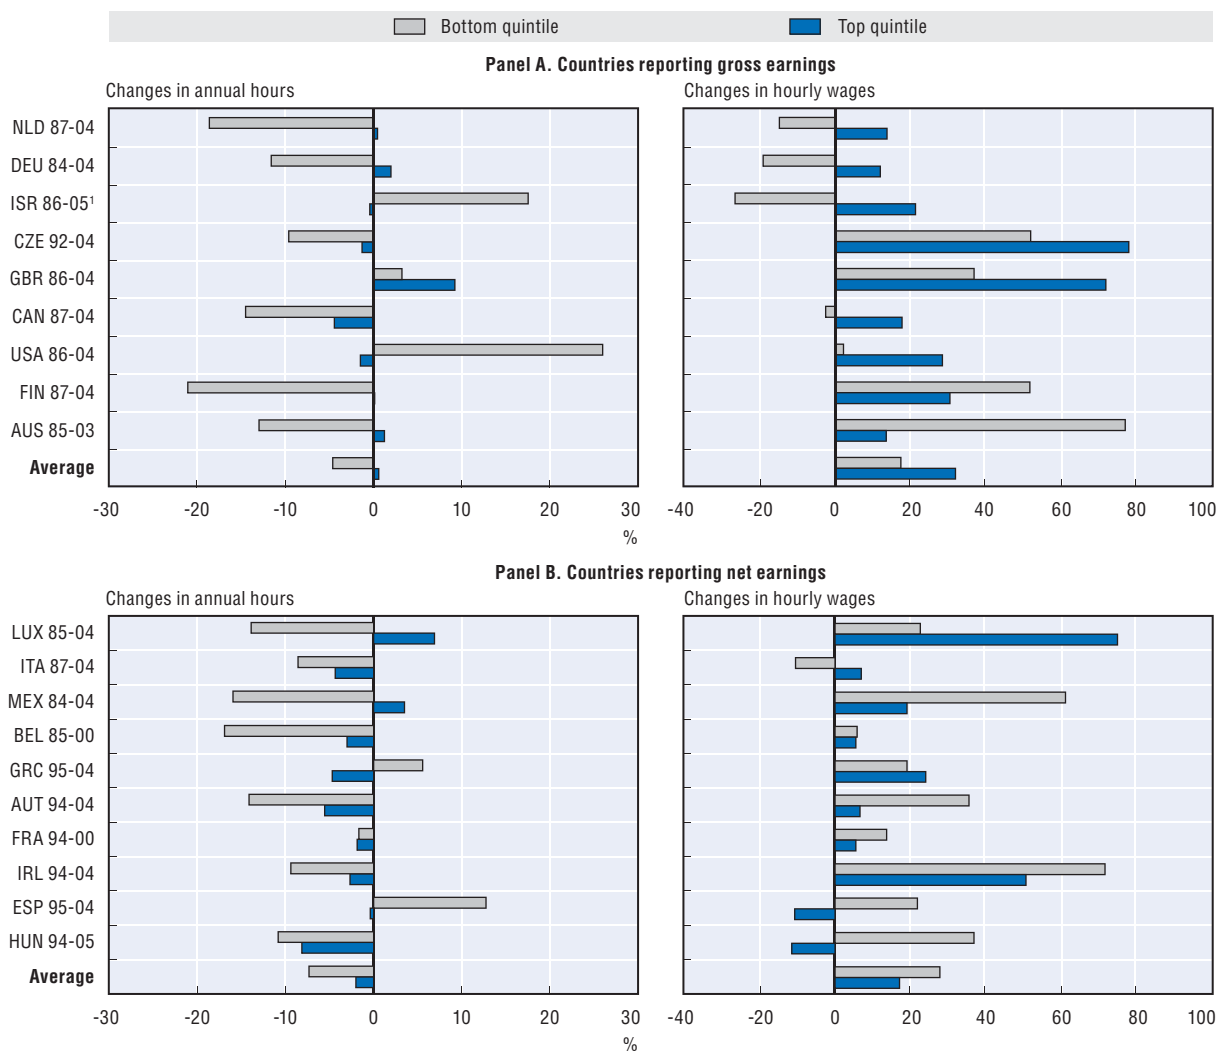 Bottom quintile Top quintile
Panel A. Countries reporting gross earnings
Changes in annual hours Changes in hourly wages
NLD 87-04
DEU 84-04
ISR 86-05¹
CZE 92-04
GBR 86-04
CAN 87-04
USA 86-04
FIN 87-04
AUS 85-03
Average
-30 -20 -10 0 10 20 30 -40 -20 0 20 40 60 80 100
%
Panel B. Countries reporting net earnings
Changes in annual hours Changes in hourly wages
LUX 85-04
ITA 87-04
MEX 84-04
BEL 85-00
GRC 95-04
AUT 94-04
FRA 94-00
IRL 94-04
ESP 95-04
HUN 94-05
Average
-30 -20 -10 0 10 20 30 -40 -20 0 20 40 60 80 100
%